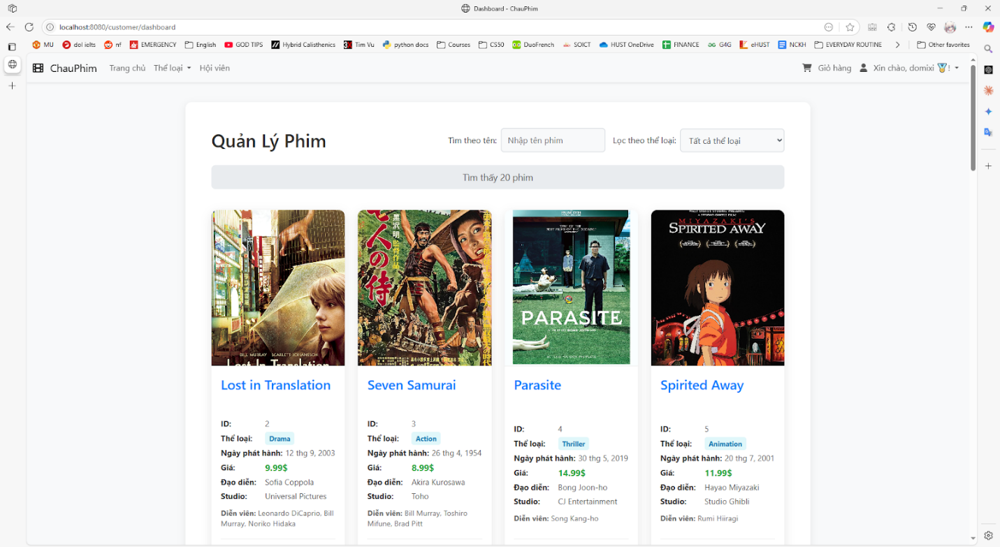 Dashboard - ChauPhim
localhost:8080/customer/dashboard
MU
dol ielts
nf
EMERGENCY
English
GOD TIPS
Hybrid Calisthenics
Tim Vu
python docs
Courses
CS50
DuoFrench
SOICT
HUST OneDrive
FINANCE
G4G
eHUST
NCKH
EVERYDAY ROUTINE
Other favorites
ChauPhim
Trang chủ
Thể loại
Hội viên
Giỏ hàng
Xin chào, domixi 🏅!
Quản Lý Phim
Tìm theo tên:
Nhập tên phim
Lọc theo thể loại:
Tất cả thể loại
Tìm thấy 20 phim
BILL MURRAY SCARLETT JOHANSSON
Lost In Translation
七人の侍
黒沢明監督作品
PARASITE
MIYAZAKI'S
SPIRITED AWAY
Lost in Translation
ID: 2
Thể loại: Drama
Ngày phát hành: 12 thg 9, 2003
Giá: 9.99$
Đạo diễn: Sofia Coppola
Studio: Universal Pictures
Diễn viên: Leonardo DiCaprio, Bill
Murray, Noriko Hidaka
Seven Samurai
ID: 3
Thể loại: Action
Ngày phát hành: 26 thg 4, 1954
Giá: 8.99$
Đạo diễn: Akira Kurosawa
Studio: Toho
Diễn viên: Bill Murray, Toshiro
Mifune, Brad Pitt
Parasite
ID: 4
Thể loại: Thriller
Ngày phát hành: 30 thg 5, 2019
Giá: 14.99$
Đạo diễn: Bong Joon-ho
Studio: CJ Entertainment
Diễn viên: Song Kang-ho
Spirited Away
ID: 5
Thể loại: Animation
Ngày phát hành: 20 thg 7, 2001
Giá: 11.99$
Đạo diễn: Hayao Miyazaki
Studio: Studio Ghibli
Diễn viên: Rumi Hiiragi